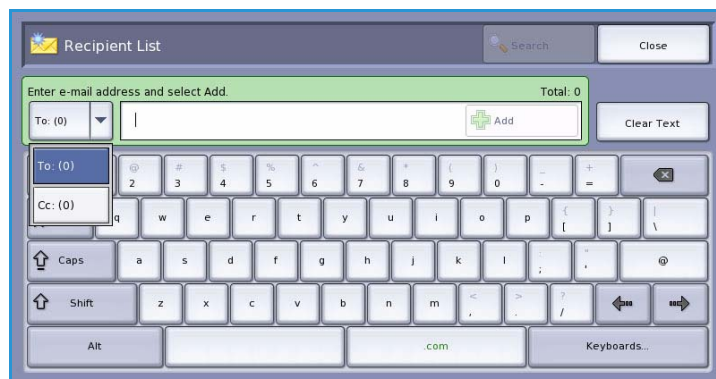 Recipient List
Search
Close
Enter e-mail address and select Add.
Total: 0
To: (0)
Add
Clear Text
To: (0)
Cc: (0)
@ # $ % ^ & * ( ) _ +
2 3 4 5 6 7 8 9 0 - =
{ } |
q w e r t y u i o p [ ] \
: "
Caps a s d f g h j k l ; ' @
< > ?
Shift z x c v b n m , . /
Alt .com Keyboards...